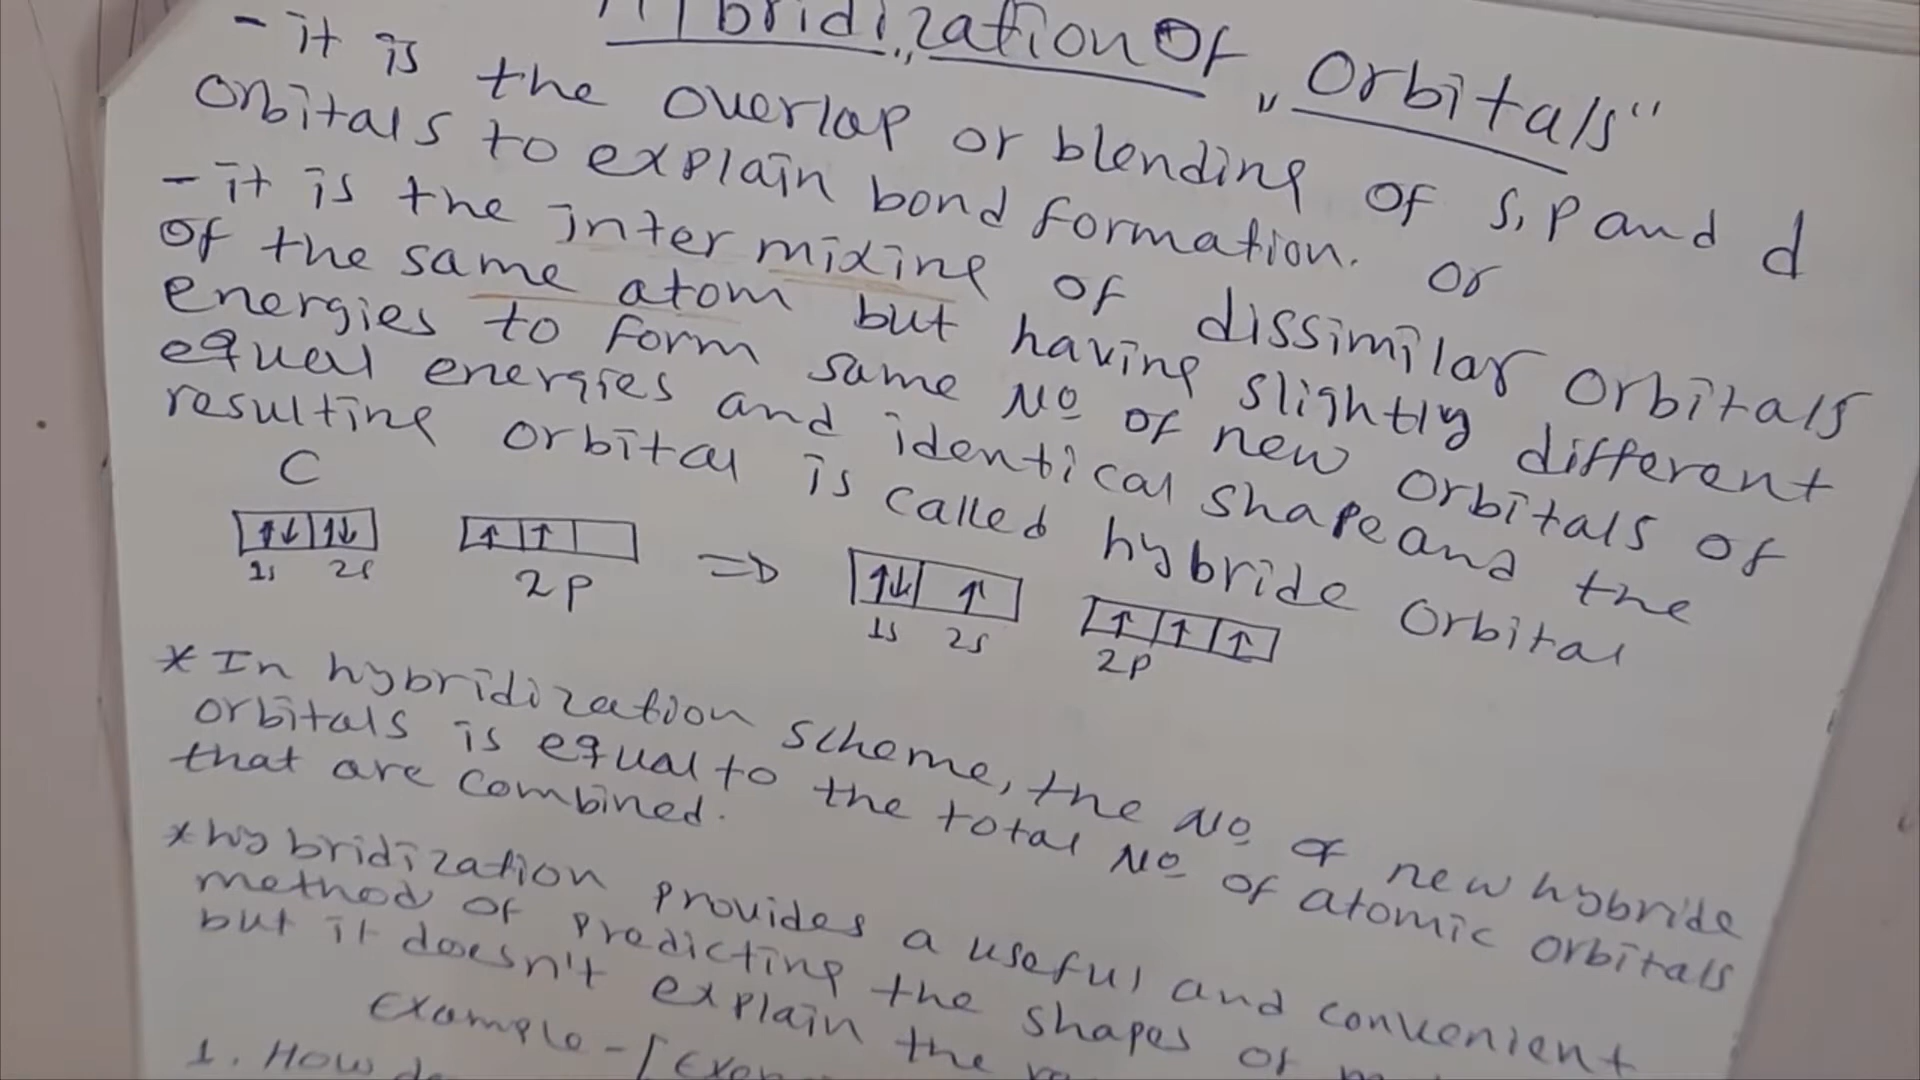 Hybridization Of "Orbitals"
- it is the overlap or blending of s, p and d
orbitals to explain bond formation. or
- it is the inter mixing of dissimilar orbitals
of the same atom but having slightly different
energies to form same No of new orbitals of
equal energies and identical shape and the
resulting orbital is called hybride orbital
C
↑↓ ↑↓ ↑ ↑ ⇒ ↑↓ ↑ ↑ ↑ ↑
1s 2s 2p 1s 2s 2p
* In hybridization scheme, the No of new hybride
orbitals is equal to the total No of atomic orbitals
that are combined.
* hybridization provides a useful and convenient
method of predicting the shapes of
but it doesn't explain the
Example -
1. How